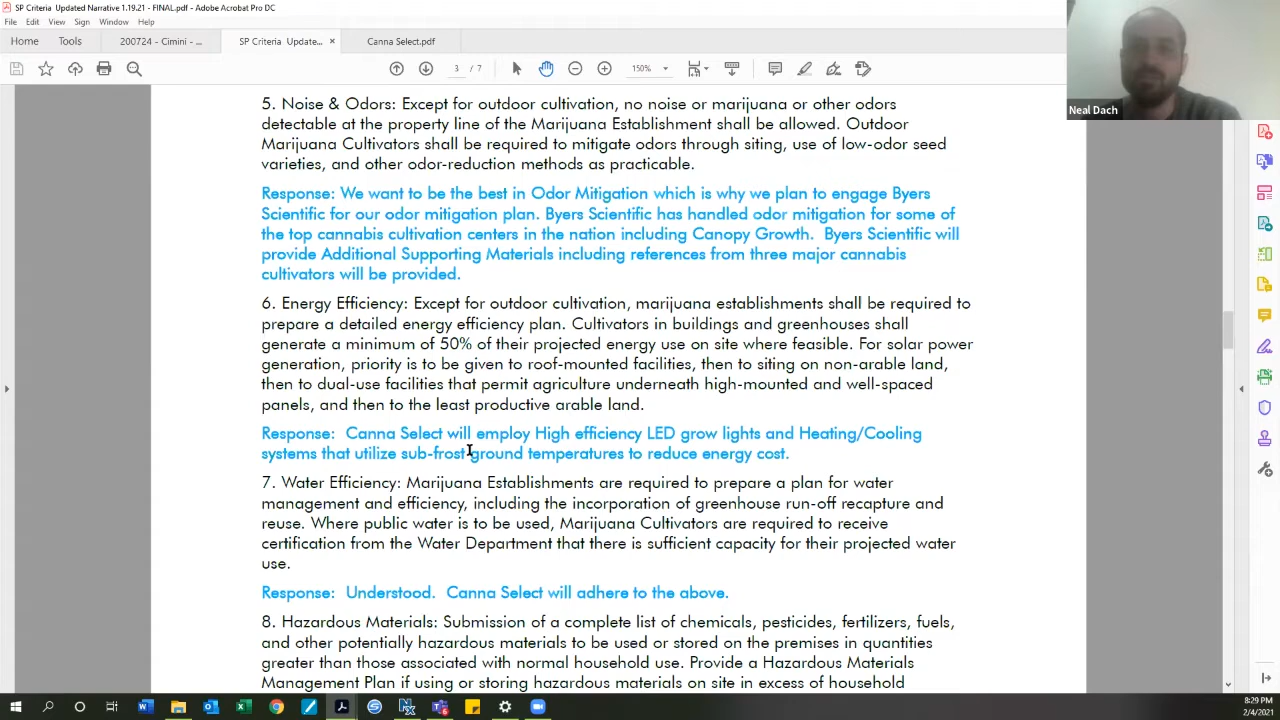 SP Criteria Updated Narrative 1.19.21 - FINAL.pdf - Adobe Acrobat Pro DC
File Edit View Sign Window Help
Home Tools 200724 - Cimini - ... SP Criteria Update... × Canna Select.pdf
3 / 7 150%
Neal Dach
5. Noise & Odors: Except for outdoor cultivation, no noise or marijuana or other odors
detectable at the property line of the Marijuana Establishment shall be allowed. Outdoor
Marijuana Cultivators shall be required to mitigate odors through siting, use of low-odor seed
varieties, and other odor-reduction methods as practicable.
Response: We want to be the best in Odor Mitigation which is why we plan to engage Byers
Scientific for our odor mitigation plan. Byers Scientific has handled odor mitigation for some of
the top cannabis cultivation centers in the nation including Canopy Growth. Byers Scientific will
provide Additional Supporting Materials including references from three major cannabis
cultivators will be provided.
6. Energy Efficiency: Except for outdoor cultivation, marijuana establishments shall be required to
prepare a detailed energy efficiency plan. Cultivators in buildings and greenhouses shall
generate a minimum of 50% of their projected energy use on site where feasible. For solar power
generation, priority is to be given to roof-mounted facilities, then to siting on non-arable land,
then to dual-use facilities that permit agriculture underneath high-mounted and well-spaced
panels, and then to the least productive arable land.
Response: Canna Select will employ High efficiency LED grow lights and Heating/Cooling
systems that utilize sub-frost ground temperatures to reduce energy cost.
7. Water Efficiency: Marijuana Establishments are required to prepare a plan for water
management and efficiency, including the incorporation of greenhouse run-off recapture and
reuse. Where public water is to be used, Marijuana Cultivators are required to receive
certification from the Water Department that there is sufficient capacity for their projected water
use.
Response: Understood. Canna Select will adhere to the above.
8. Hazardous Materials: Submission of a complete list of chemicals, pesticides, fertilizers, fuels,
and other potentially hazardous materials to be used or stored on the premises in quantities
greater than those associated with normal household use. Provide a Hazardous Materials
Management Plan if using or storing hazardous materials on site in excess of household
8:29 PM
2/4/2021